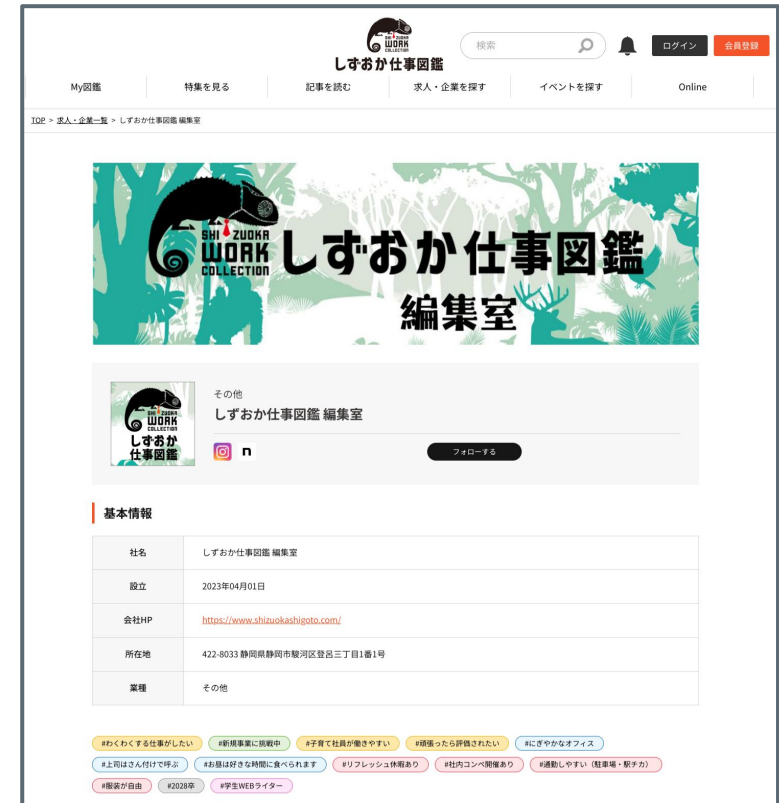 SHIZUOKA
WORK
COLLECTION
しずおか仕事図鑑
検索
ログイン
会員登録
My図鑑
特集を見る
記事を読む
求人・企業を探す
イベントを探す
Online
TOP > 求人・企業一覧 > しずおか仕事図鑑 編集室
SHIZUOKA
WORK
COLLECTION
しずおか仕事図鑑
編集室
SHIZUOKA
WORK
COLLECTION
しずおか
仕事図鑑
その他
しずおか仕事図鑑 編集室
n
フォローする
基本情報
社名 しずおか仕事図鑑 編集室
設立 2023年04月01日
会社HP https://www.shizuokashigoto.com/
所在地 422-8033 静岡県静岡市駿河区登呂三丁目1番1号
業種 その他
#わくわくする仕事がしたい #新規事業に挑戦中 #子育て社員が働きやすい #頑張ったら評価されたい #にぎやかなオフィス
#上司はさん付けで呼ぶ #お昼は好きな時間に食べられます #リフレッシュ休暇あり #社内コンペ開催あり #通勤しやすい（駐車場・駅チカ）
#服装が自由 #2028卒 #学生WEBライター